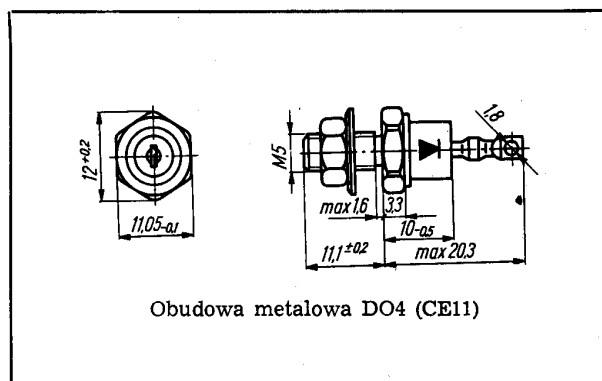 12+0,2
11,05-0,1
M5
1,8
max 1,6
3,3
10-0,5
11,1±0,2
max 20,3
Obudowa metalowa DO4 (CE11)